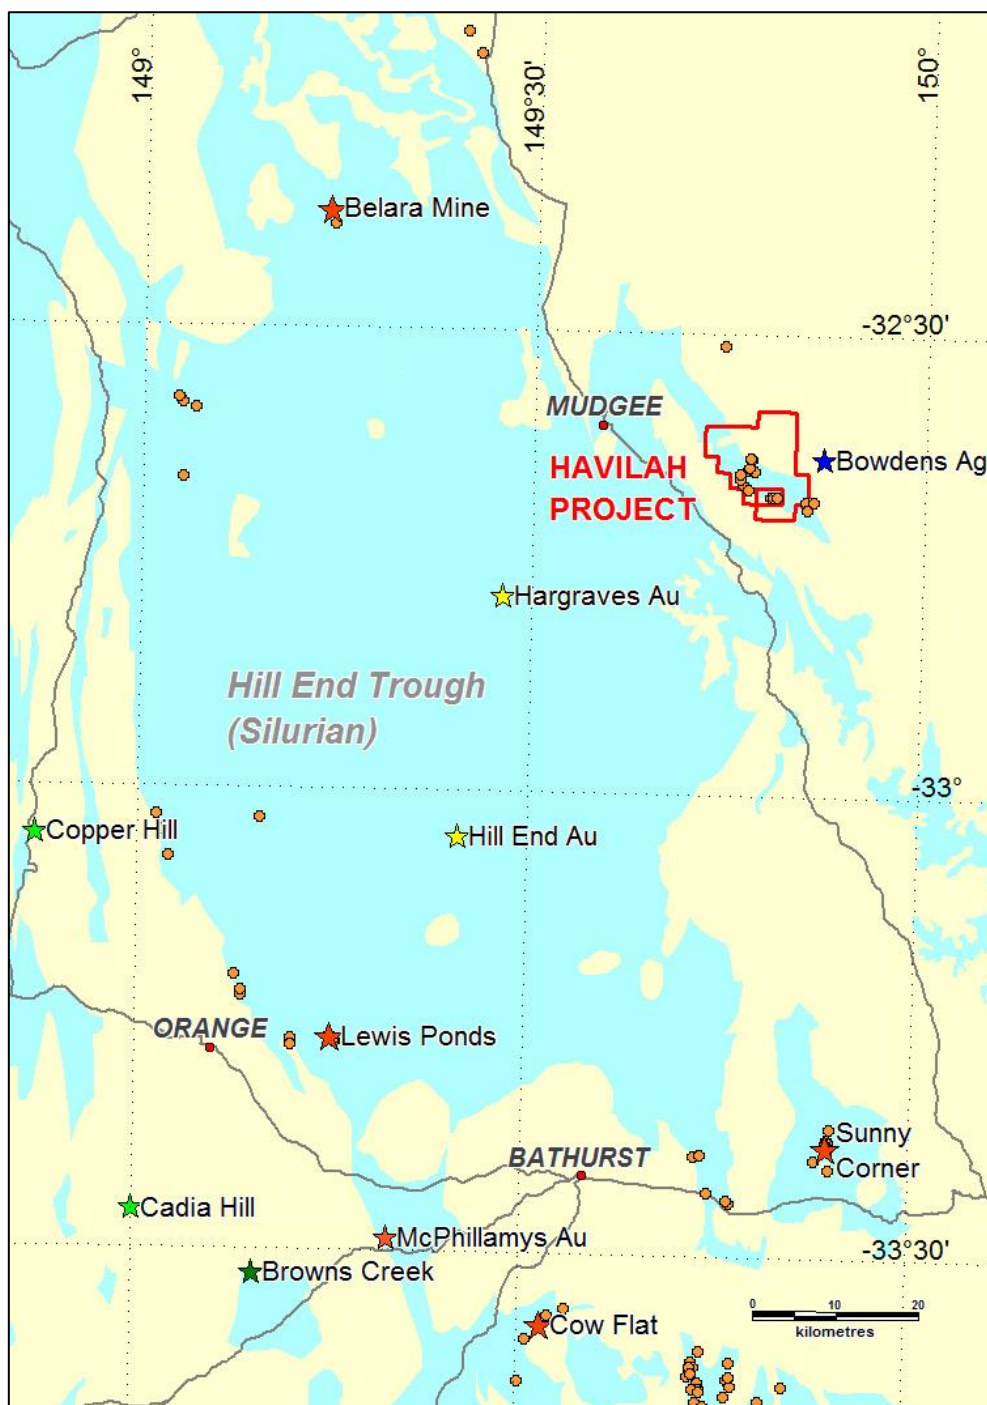 149°
149°30'
150°
Belara Mine
-32°30'
MUDGEE
HAVILAH
PROJECT
Bowdens Ag
Hargraves Au
Hill End Trough
(Silurian)
-33°
Copper Hill
Hill End Au
ORANGE
Lewis Ponds
Sunny
Corner
BATHURST
Cadia Hill
McPhillamys Au
-33°30'
Browns Creek
Cow Flat
0 10 20
kilometres